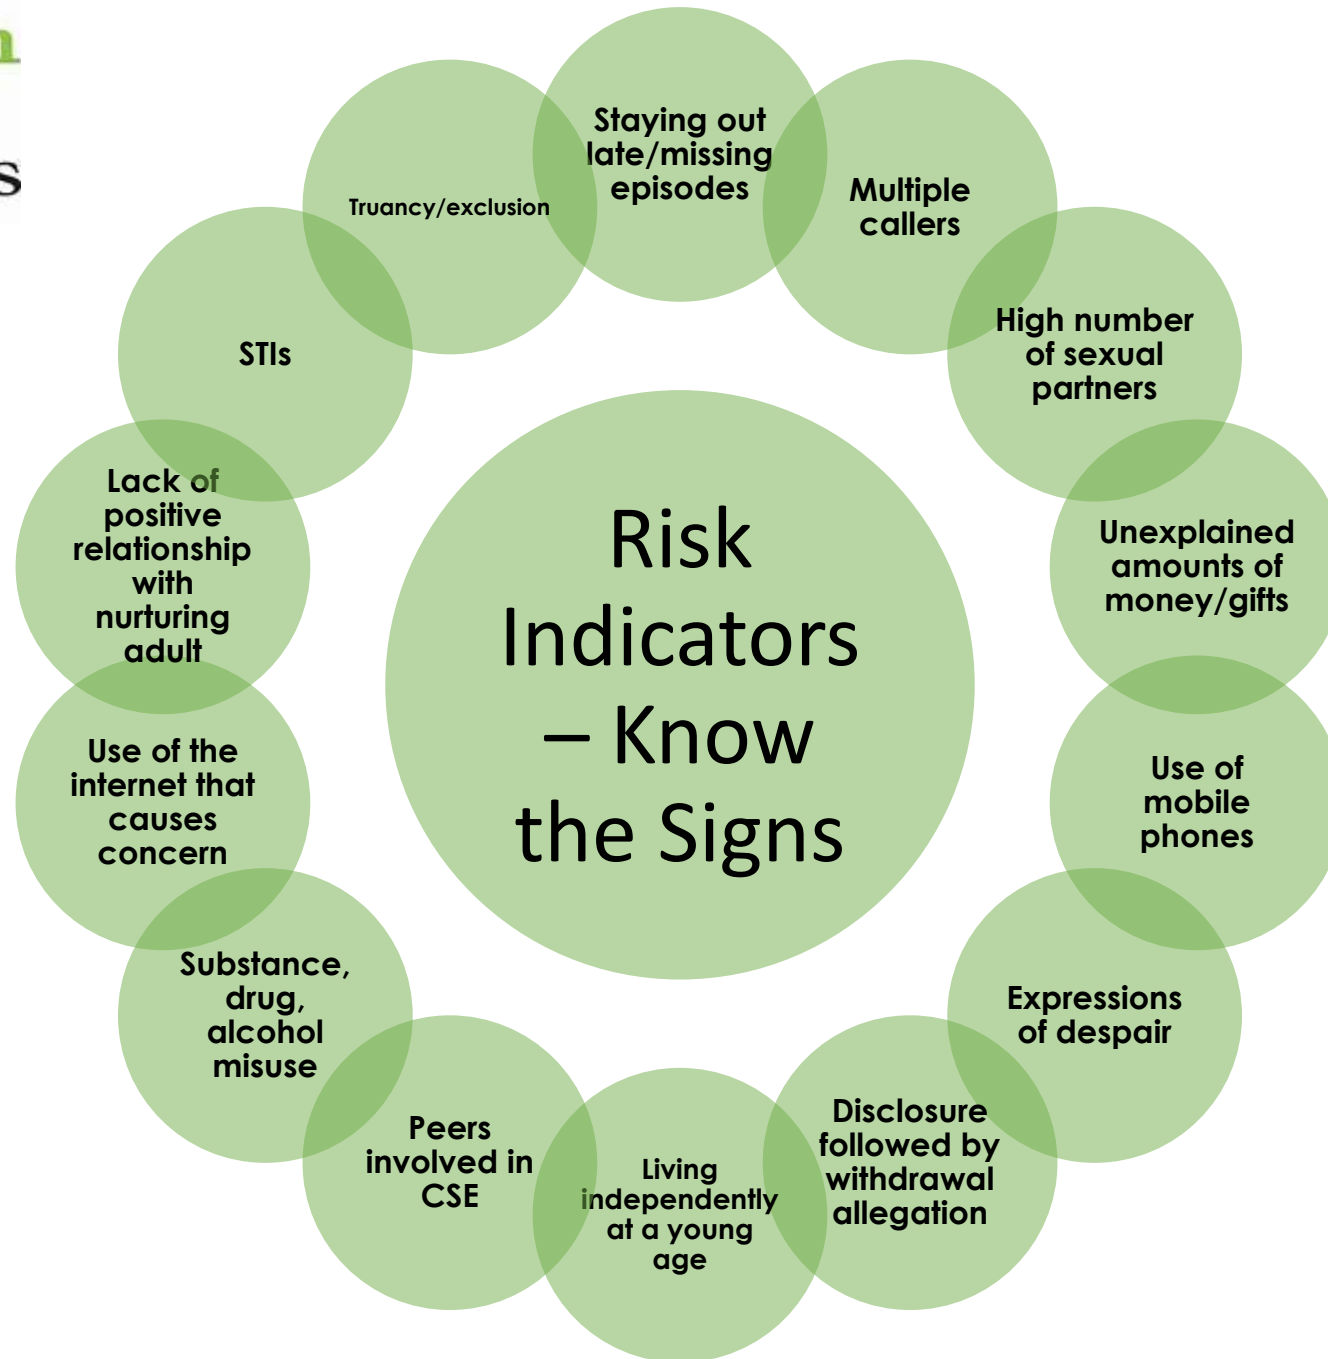 s
Staying out
late/missing
episodes
Multiple
callers
High number
of sexual
partners
Unexplained
amounts of
money/gifts
Use of
mobile
phones
Expressions
of despair
Disclosure
followed by
withdrawal
allegation
Living
independently
at a young
age
Peers
involved in
CSE
Substance,
drug,
alcohol
misuse
Use of the
internet that
causes
concern
Lack of
positive
relationship
with
nurturing
adult
STIs
Truancy/exclusion
Risk
Indicators
– Know
the Signs